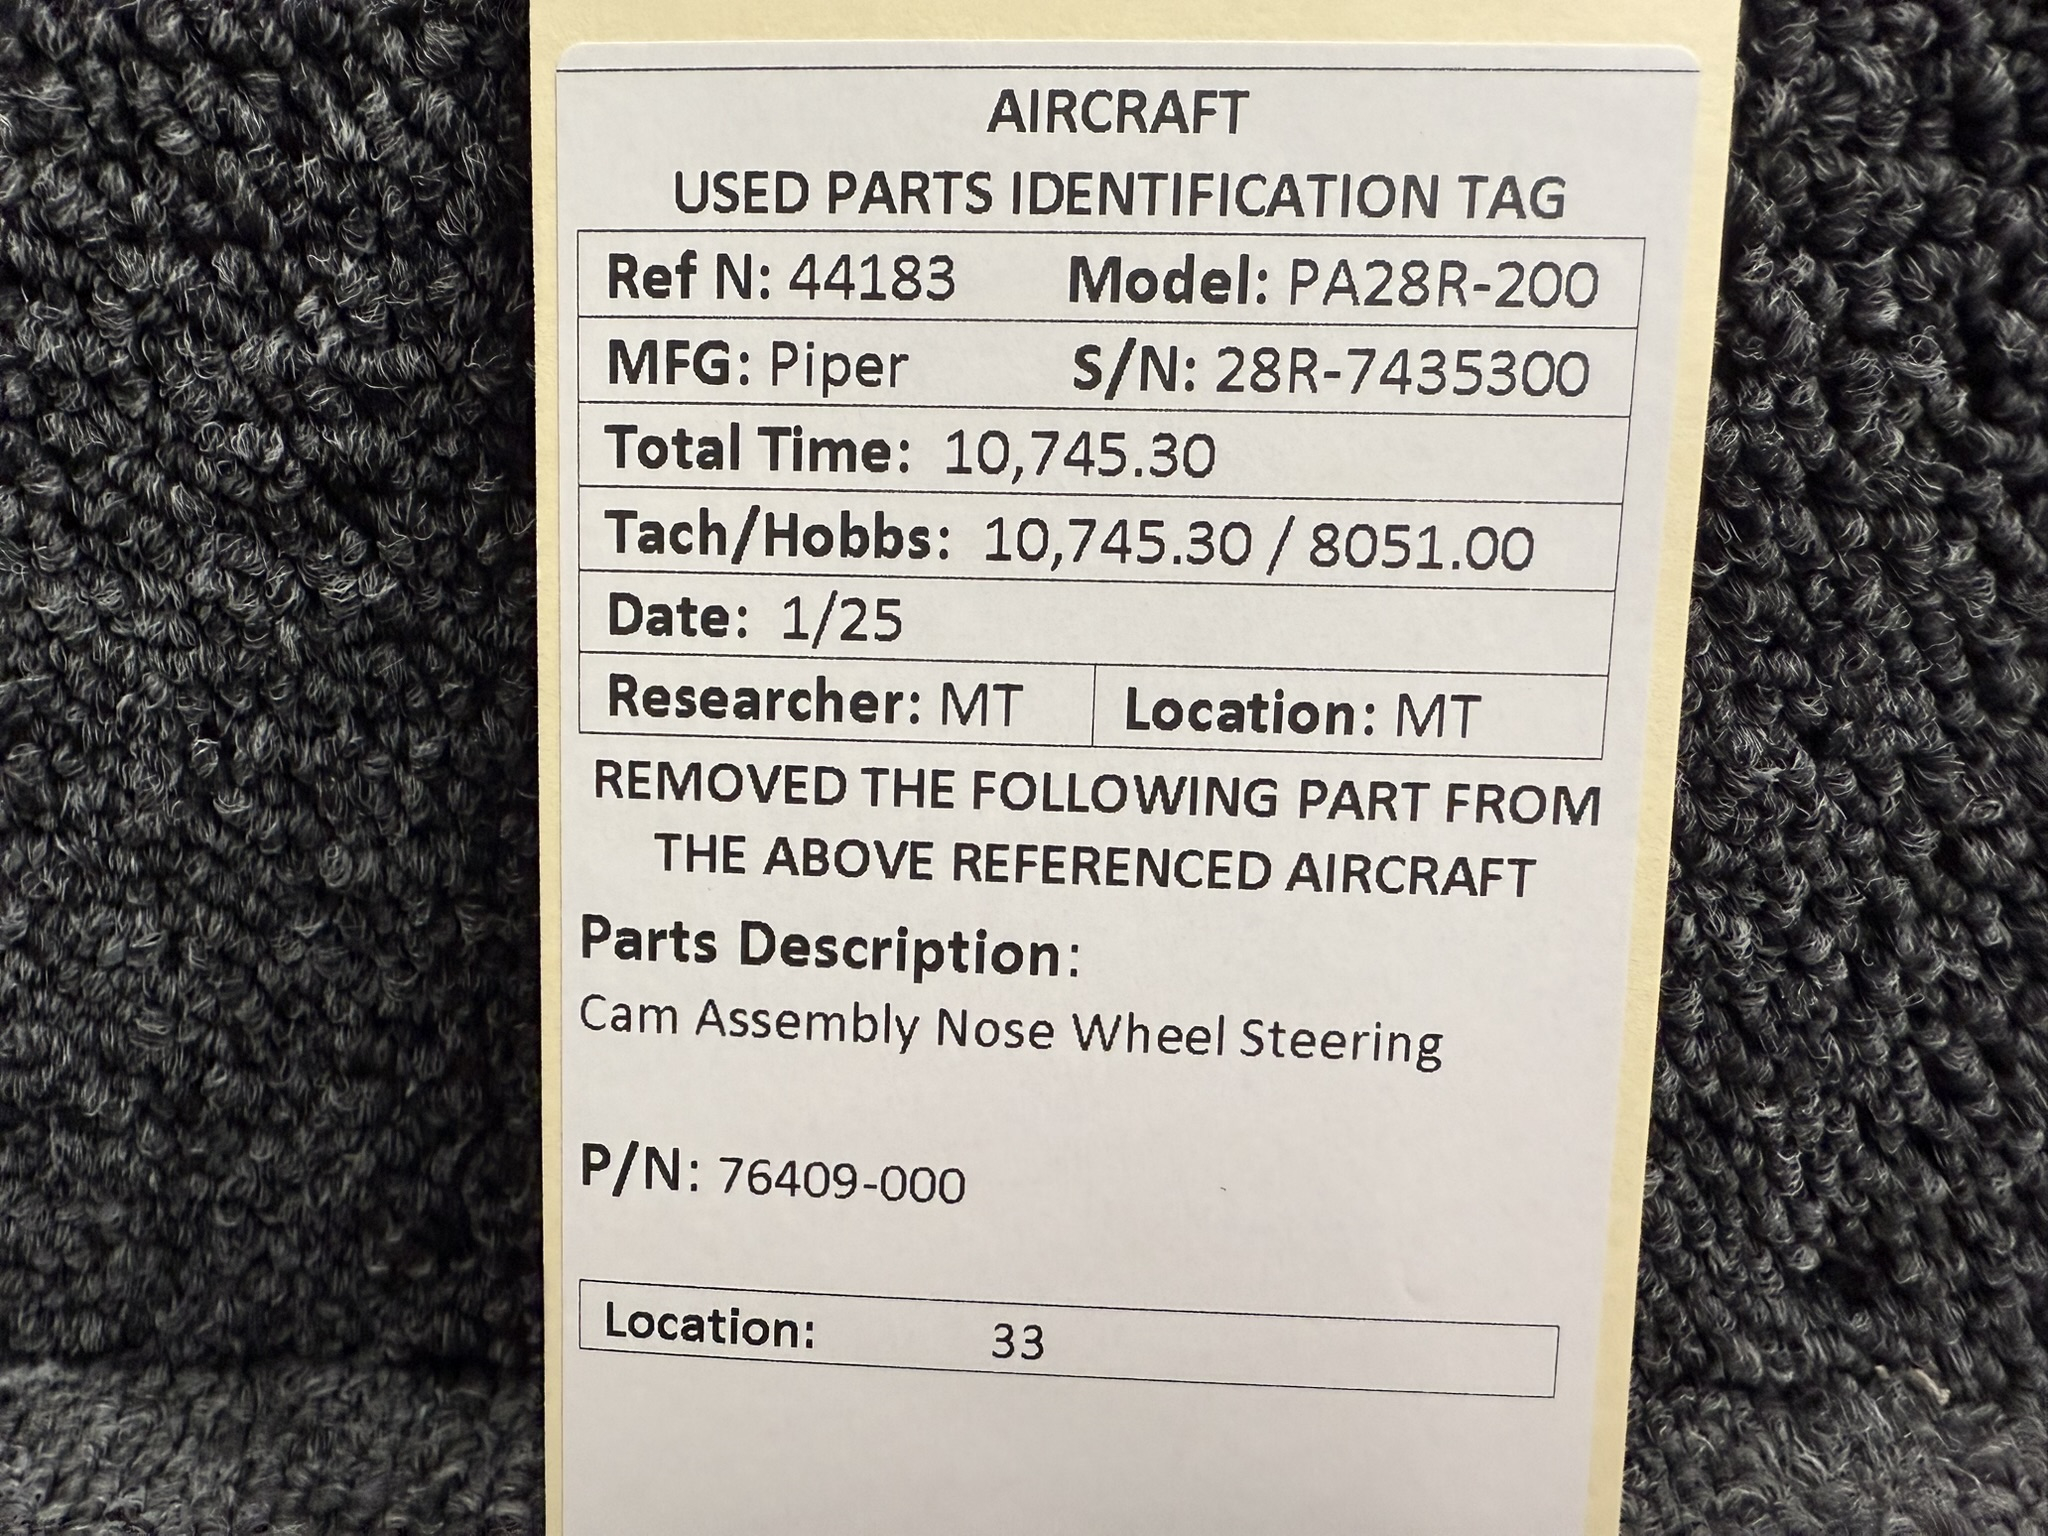 AIRCRAFT
USED PARTS IDENTIFICATION TAG
Ref N: 44183 Model: PA28R-200
MFG: Piper S/N: 28R-7435300
Total Time: 10,745.30
Tach/Hobbs: 10,745.30 / 8051.00
Date: 1/25
Researcher: MT Location: MT
REMOVED THE FOLLOWING PART FROM
THE ABOVE REFERENCED AIRCRAFT
Parts Description:
Cam Assembly Nose Wheel Steering
P/N: 76409-000
Location: 33